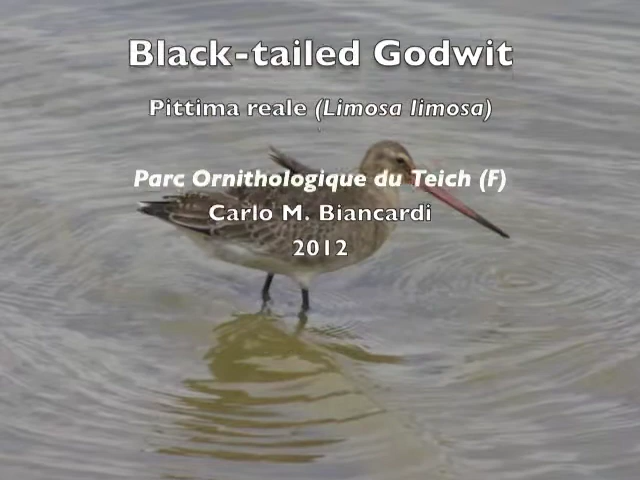 Black-tailed Godwit
Pittima reale (Limosa limosa)
Parc Ornithologique du Teich (F)
Carlo M. Biancardi
2012